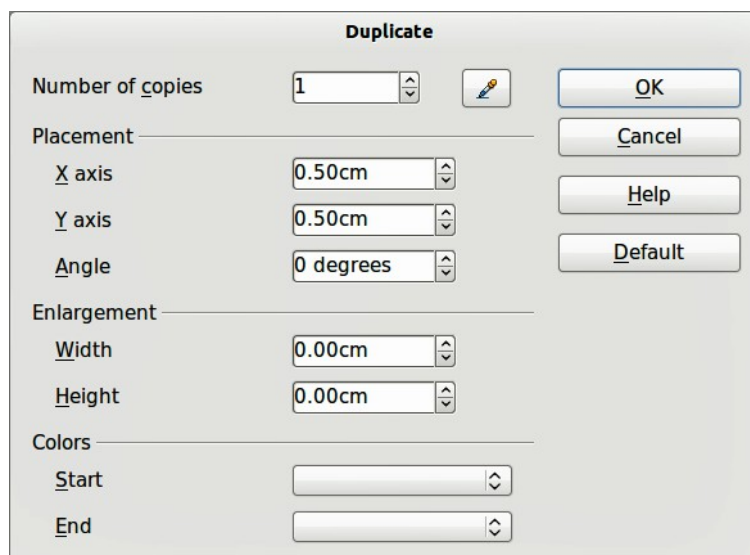 Duplicate
Number of copies 1 OK
Cancel
Placement
X axis 0.50cm
Help
Y axis 0.50cm
Default
Angle 0 degrees
Enlargement
Width 0.00cm
Height 0.00cm
Colors
Start
End